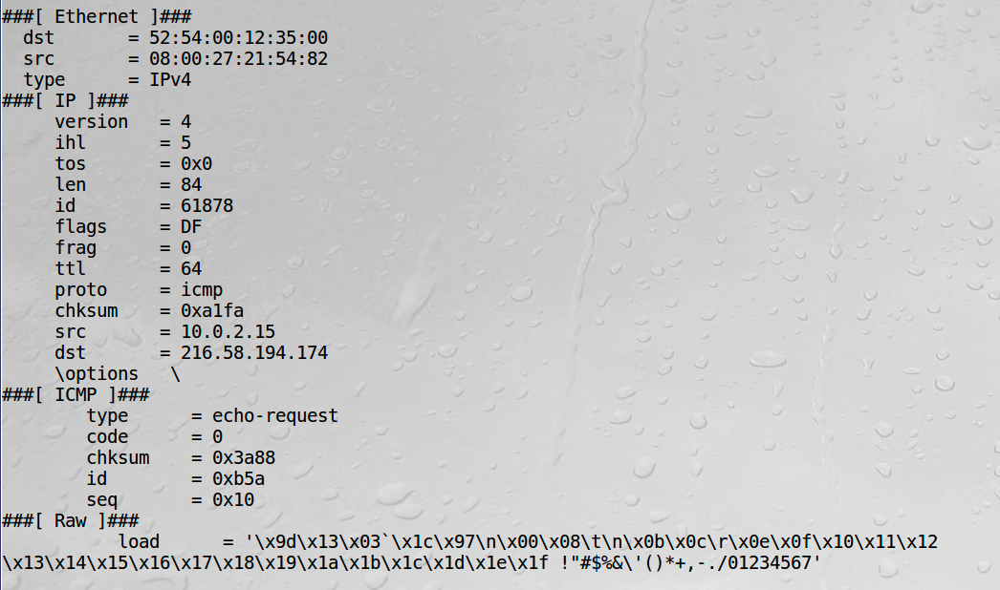 ###[ Ethernet ]###
  dst       = 52:54:00:12:35:00
  src       = 08:00:27:21:54:82
  type      = IPv4
###[ IP ]###
     version   = 4
     ihl       = 5
     tos       = 0x0
     len       = 84
     id        = 61878
     flags     = DF
     frag      = 0
     ttl       = 64
     proto     = icmp
     chksum    = 0xa1fa
     src       = 10.0.2.15
     dst       = 216.58.194.174
     \options   \
###[ ICMP ]###
        type      = echo-request
        code      = 0
        chksum    = 0x3a88
        id        = 0xb5a
        seq       = 0x10
###[ Raw ]###
           load      = '\x9d\x13\x03`\x1c\x97\n\x00\x08\t\n\x0b\x0c\r\x0e\x0f\x10\x11\x12
\x13\x14\x15\x16\x17\x18\x19\x1a\x1b\x1c\x1d\x1e\x1f !"#$%&\'()*+,-./01234567'